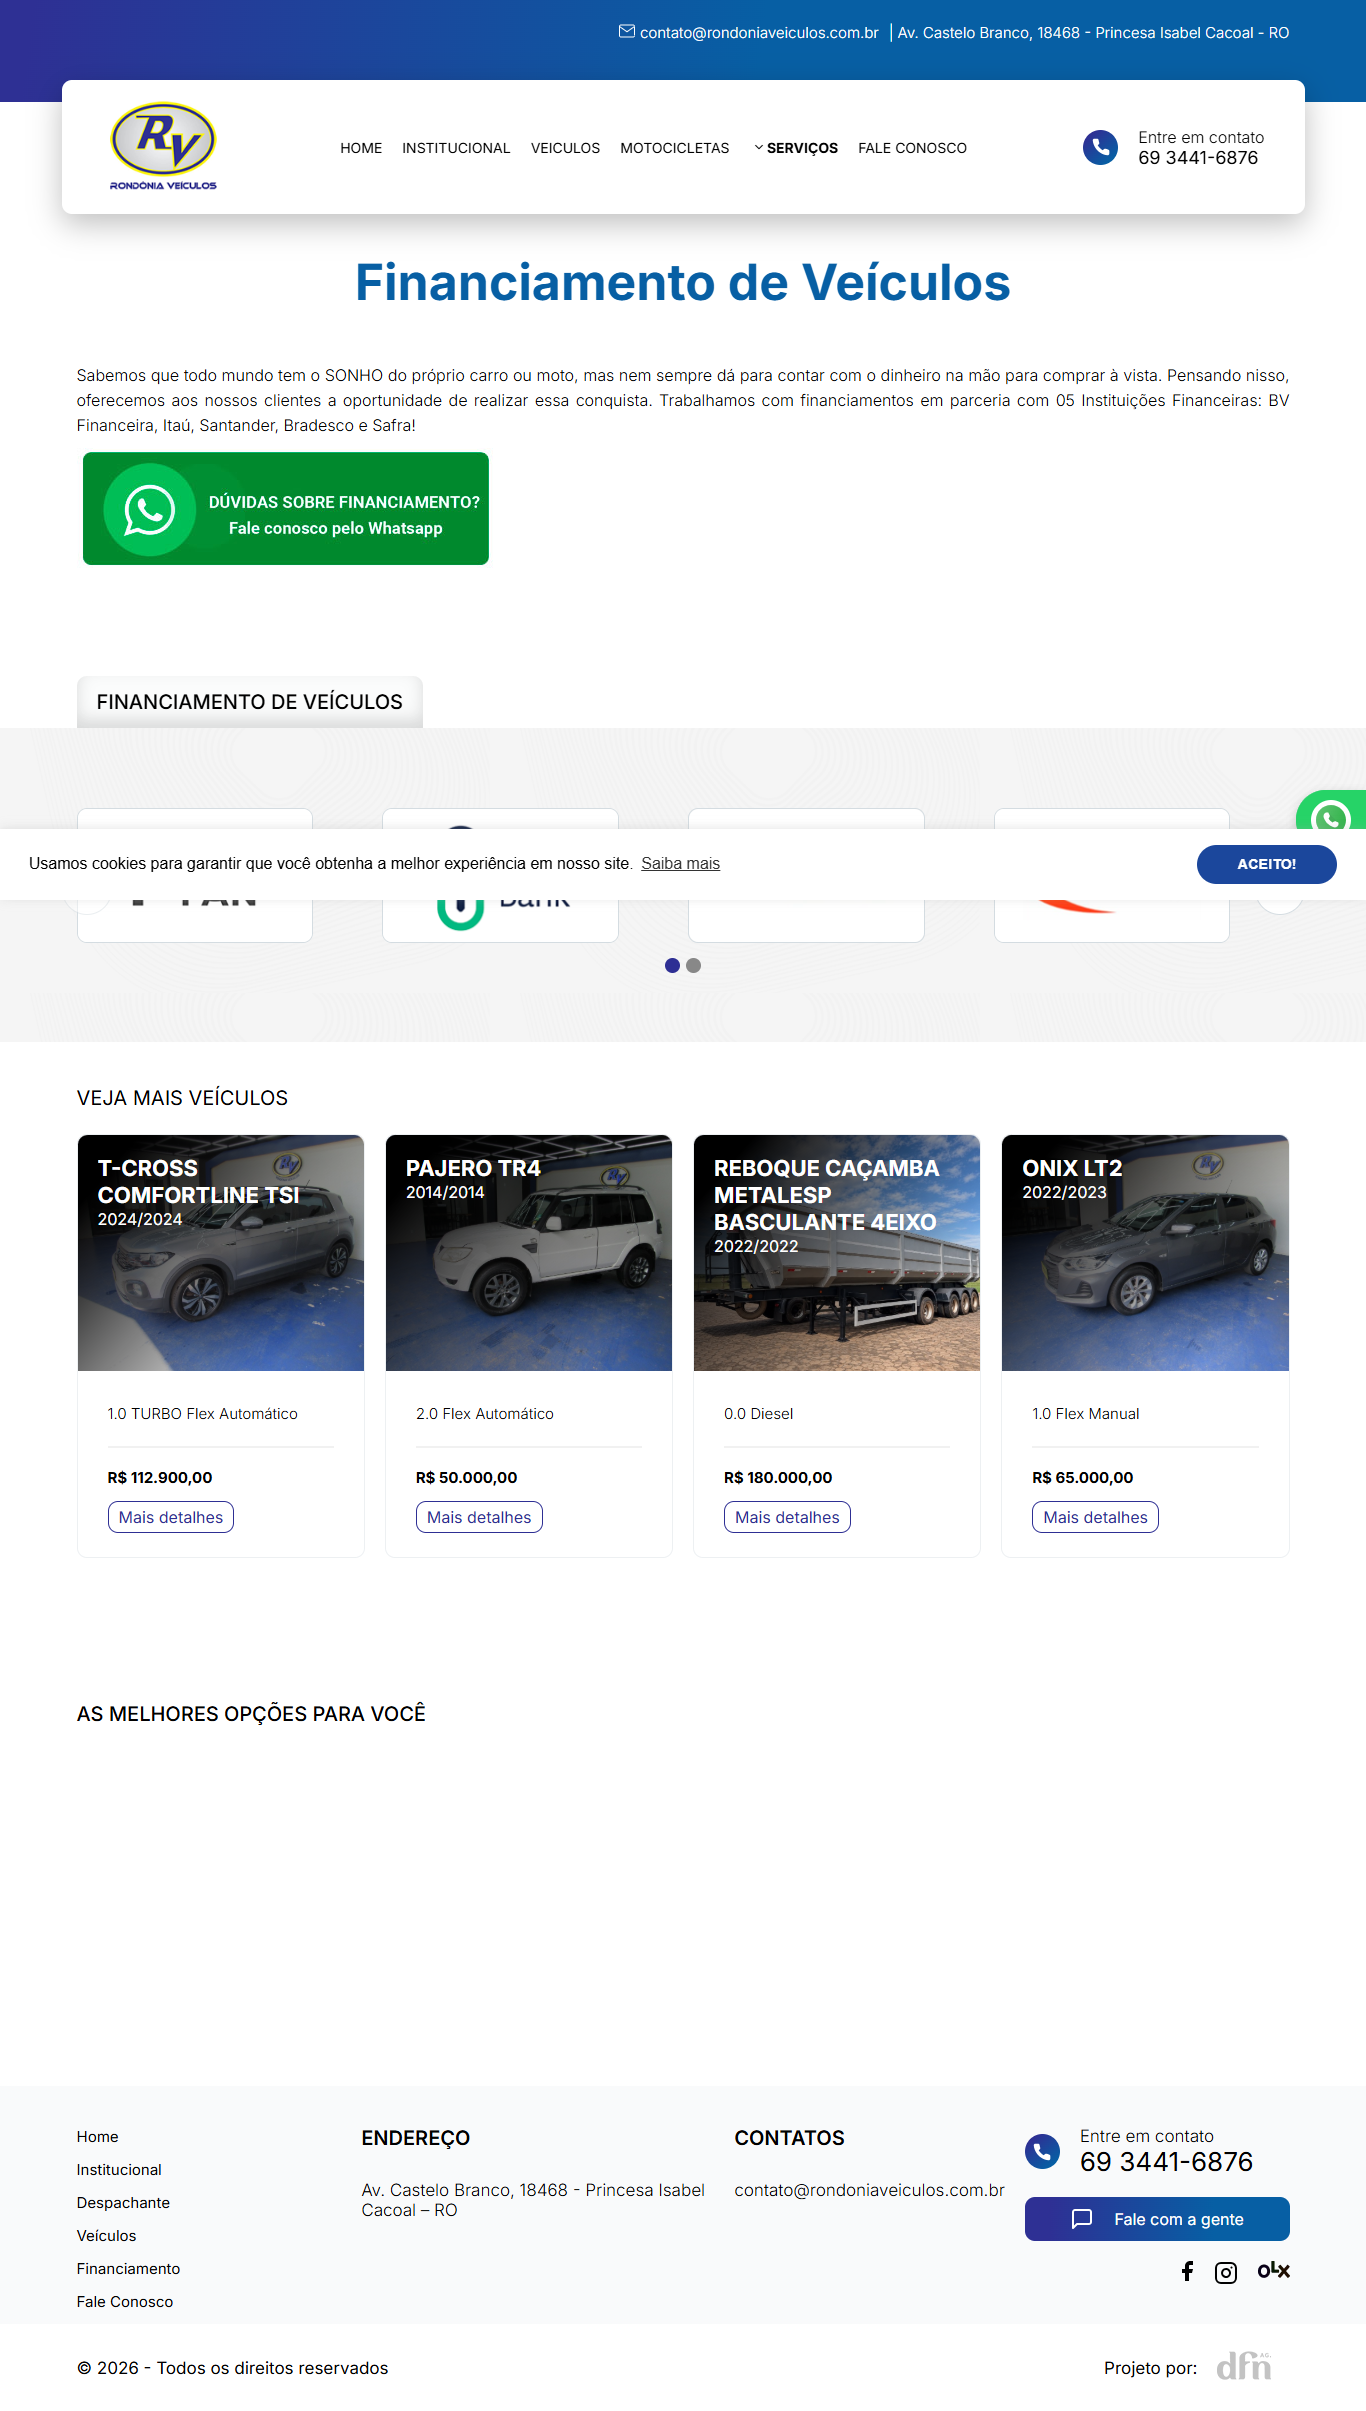 contato@rondoniaveiculos.com.br | Av. Castelo Branco, 18468 - Princesa Isabel Cacoal - RO
RV
RONDÔNIA VEÍCULOS
HOME INSTITUCIONAL VEICULOS MOTOCICLETAS SERVIÇOS FALE CONOSCO
Entre em contato
69 3441-6876
Financiamento de Veículos
Sabemos que todo mundo tem o SONHO do próprio carro ou moto, mas nem sempre dá para contar com o dinheiro na mão para comprar à vista. Pensando nisso,
oferecemos aos nossos clientes a oportunidade de realizar essa conquista. Trabalhamos com financiamentos em parceria com 05 Instituições Financeiras: BV
Financeira, Itaú, Santander, Bradesco e Safra!
DÚVIDAS SOBRE FINANCIAMENTO?
Fale conosco pelo Whatsapp
FINANCIAMENTO DE VEÍCULOS
Usamos cookies para garantir que você obtenha a melhor experiência em nosso site. Saiba mais
ACEITO!
VEJA MAIS VEÍCULOS
T-CROSS
COMFORTLINE TSI
2024/2024
1.0 TURBO Flex Automático
R$ 112.900,00
Mais detalhes
PAJERO TR4
2014/2014
2.0 Flex Automático
R$ 50.000,00
Mais detalhes
REBOQUE CAÇAMBA
METALESP
BASCULANTE 4EIXO
2022/2022
0.0 Diesel
R$ 180.000,00
Mais detalhes
ONIX LT2
2022/2023
1.0 Flex Manual
R$ 65.000,00
Mais detalhes
AS MELHORES OPÇÕES PARA VOCÊ
Home
Institucional
Despachante
Veículos
Financiamento
Fale Conosco
ENDEREÇO
Av. Castelo Branco, 18468 - Princesa Isabel
Cacoal – RO
CONTATOS
contato@rondoniaveiculos.com.br
Entre em contato
69 3441-6876
Fale com a gente
OLX
© 2026 - Todos os direitos reservados
Projeto por: dfn AG.